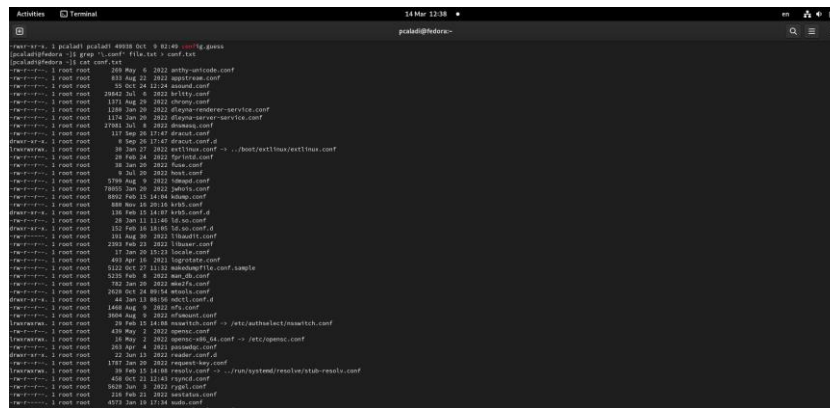 Activities Terminal 14 Mar 12:38 en
pcaladi@fedora:~
-rwxr-xr-x. 1 pcaladi pcaladi 49038 Oct 9 02:49 config.guess
[pcaladi@fedora ~]$ grep '\.conf' file.txt > conf.txt
[pcaladi@fedora ~]$ cat conf.txt
-rw-r--r--. 1 root root 269 May 6 2022 anthy-unicode.conf
-rw-r--r--. 1 root root 833 Aug 22 2022 appstream.conf
-rw-r--r--. 1 root root 55 Oct 24 12:24 asound.conf
-rw-r--r--. 1 root root 29842 Jul 6 2022 brltty.conf
-rw-r--r--. 1 root root 1371 Aug 29 2022 chrony.conf
-rw-r--r--. 1 root root 1280 Jan 20 2022 dleyna-renderer-service.conf
-rw-r--r--. 1 root root 1174 Jan 20 2022 dleyna-server-service.conf
-rw-r--r--. 1 root root 27981 Jul 8 2022 dnsmasq.conf
-rw-r--r--. 1 root root 117 Sep 26 17:47 dracut.conf
drwxr-xr-x. 1 root root 0 Sep 26 17:47 dracut.conf.d
lrwxrwxrwx. 1 root root 30 Jan 27 2022 extlinux.conf -> ../boot/extlinux/extlinux.conf
-rw-r--r--. 1 root root 20 Feb 24 2022 fprintd.conf
-rw-r--r--. 1 root root 38 Jan 20 2022 fuse.conf
-rw-r--r--. 1 root root 9 Jul 20 2022 host.conf
-rw-r--r--. 1 root root 5799 Aug 9 2022 idmapd.conf
-rw-r--r--. 1 root root 78055 Jan 20 2022 jwhois.conf
-rw-r--r--. 1 root root 8892 Feb 15 14:04 kdump.conf
-rw-r--r--. 1 root root 880 Nov 16 20:16 krb5.conf
drwxr-xr-x. 1 root root 136 Feb 15 14:07 krb5.conf.d
-rw-r--r--. 1 root root 28 Jan 11 11:46 ld.so.conf
drwxr-xr-x. 1 root root 152 Feb 16 18:05 ld.so.conf.d
-rw-r-----. 1 root root 191 Aug 30 2022 libaudit.conf
-rw-r--r--. 1 root root 2393 Feb 23 2022 libuser.conf
-rw-r--r--. 1 root root 17 Jan 20 15:23 locale.conf
-rw-r--r--. 1 root root 493 Apr 16 2021 logrotate.conf
-rw-r--r--. 1 root root 5122 Oct 27 11:32 makedumpfile.conf.sample
-rw-r--r--. 1 root root 5235 Feb 8 2022 man_db.conf
-rw-r--r--. 1 root root 782 Jan 20 2022 mke2fs.conf
-rw-r--r--. 1 root root 2620 Oct 24 09:54 mtools.conf
drwxr-xr-x. 1 root root 44 Jan 13 08:56 ndctl.conf.d
-rw-r--r--. 1 root root 1460 Aug 9 2022 nfs.conf
-rw-r--r--. 1 root root 3604 Aug 9 2022 nfsmount.conf
lrwxrwxrwx. 1 root root 29 Feb 15 14:08 nsswitch.conf -> /etc/authselect/nsswitch.conf
-rw-r--r--. 1 root root 439 May 2 2022 opensc.conf
lrwxrwxrwx. 1 root root 16 May 2 2022 opensc-x86_64.conf -> /etc/opensc.conf
-rw-r--r--. 1 root root 263 Apr 4 2021 passwdqc.conf
drwxr-xr-x. 1 root root 22 Jun 13 2022 reader.conf.d
-rw-r--r--. 1 root root 1787 Jan 20 2022 request-key.conf
lrwxrwxrwx. 1 root root 39 Feb 15 14:08 resolv.conf -> ../run/systemd/resolve/stub-resolv.conf
-rw-r--r--. 1 root root 458 Oct 21 12:43 rsyncd.conf
-rw-r--r--. 1 root root 5620 Jun 3 2022 rygel.conf
-rw-r--r--. 1 root root 216 Feb 21 2022 sestatus.conf
-rw-r-----. 1 root root 4573 Jan 19 17:34 sudo.conf